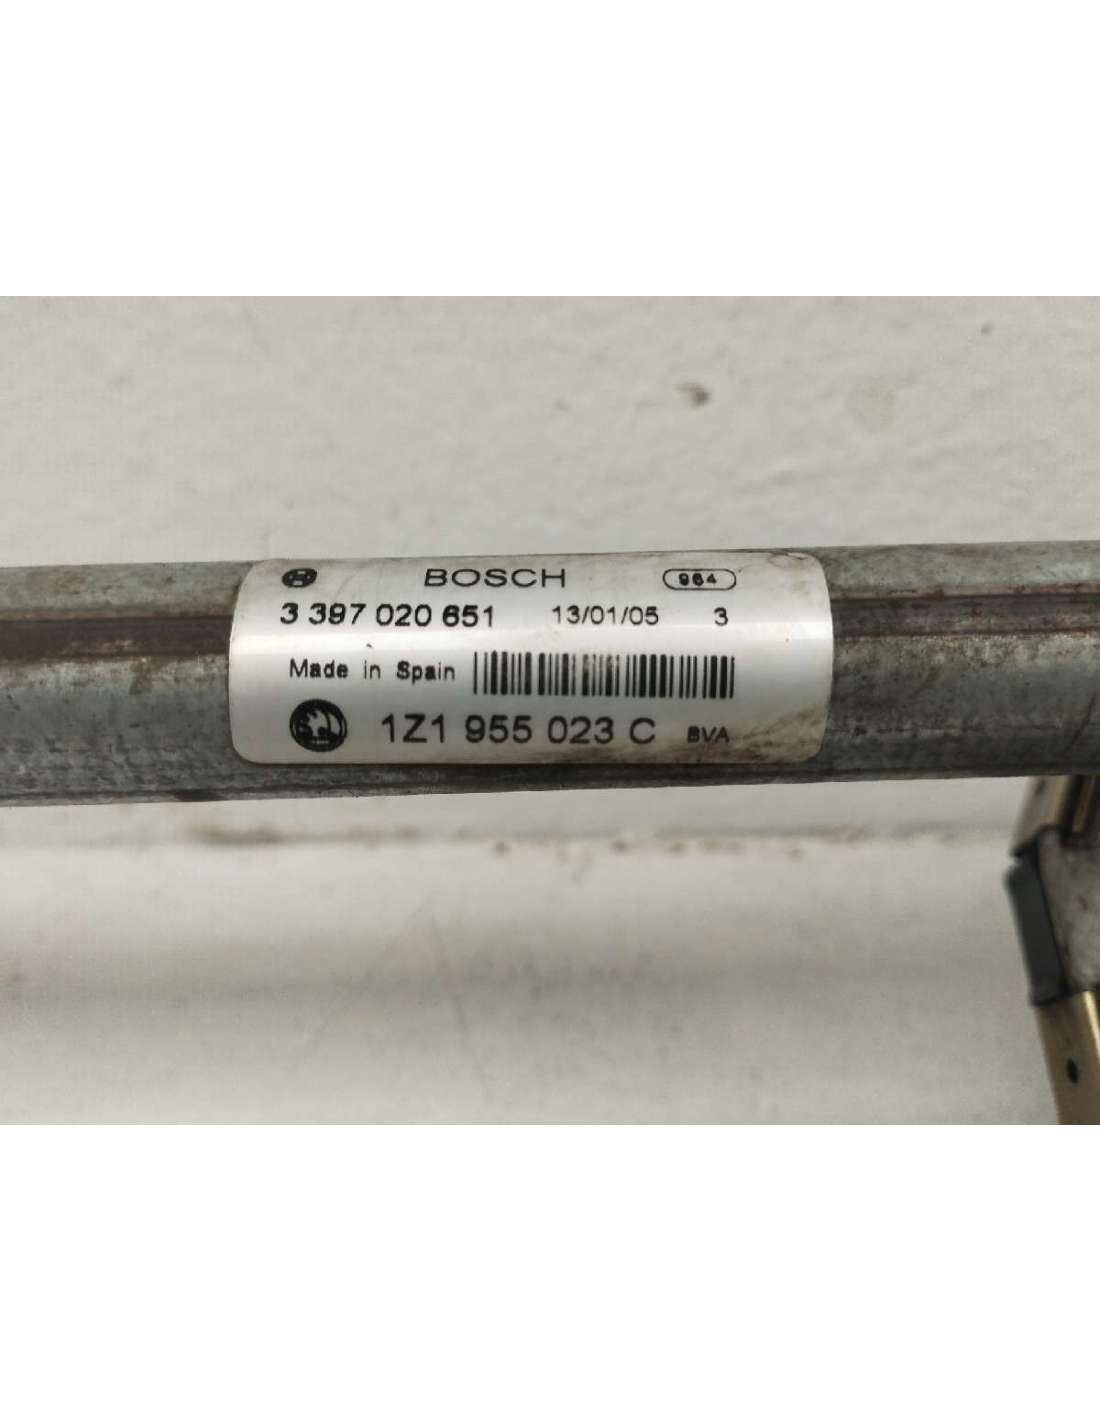 BOSCH 964
3 397 020 651 13/01/05 3
Made in Spain
1Z1 955 023 C BVA